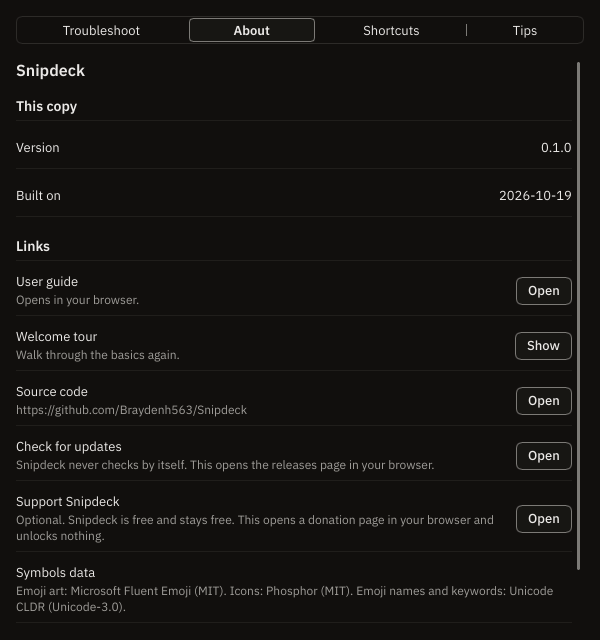 Troubleshoot About Shortcuts Tips
Snipdeck
This copy
Version 0.1.0
Built on 2026-10-19
Links
User guide
Opens in your browser.
Open
Welcome tour
Walk through the basics again.
Show
Source code
https://github.com/Braydenh563/Snipdeck
Open
Check for updates
Snipdeck never checks by itself. This opens the releases page in your browser.
Open
Support Snipdeck
Optional. Snipdeck is free and stays free. This opens a donation page in your browser and
unlocks nothing.
Open
Symbols data
Emoji art: Microsoft Fluent Emoji (MIT). Icons: Phosphor (MIT). Emoji names and keywords: Unicode
CLDR (Unicode-3.0).